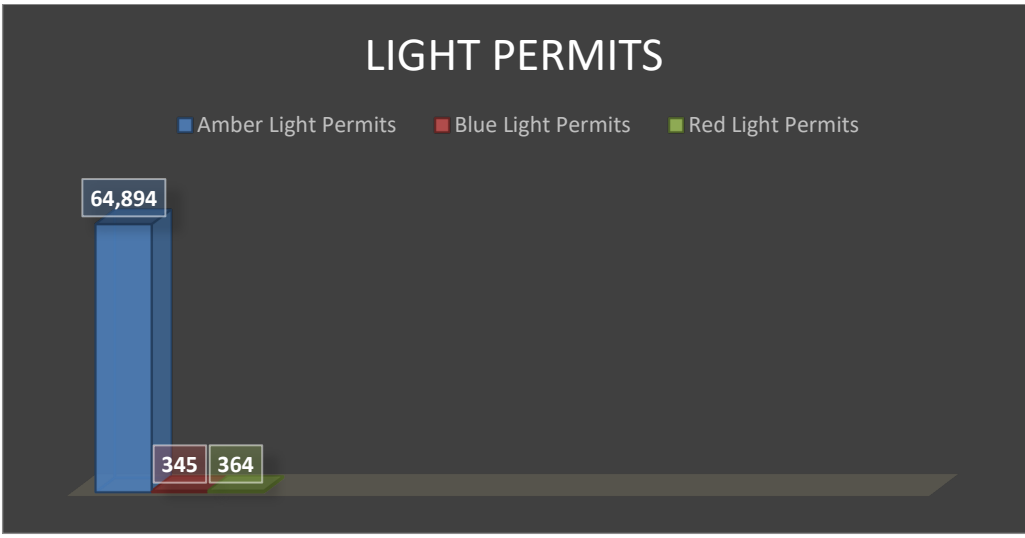 LIGHT PERMITS
Amber Light Permits Blue Light Permits Red Light Permits
64,894
345 364